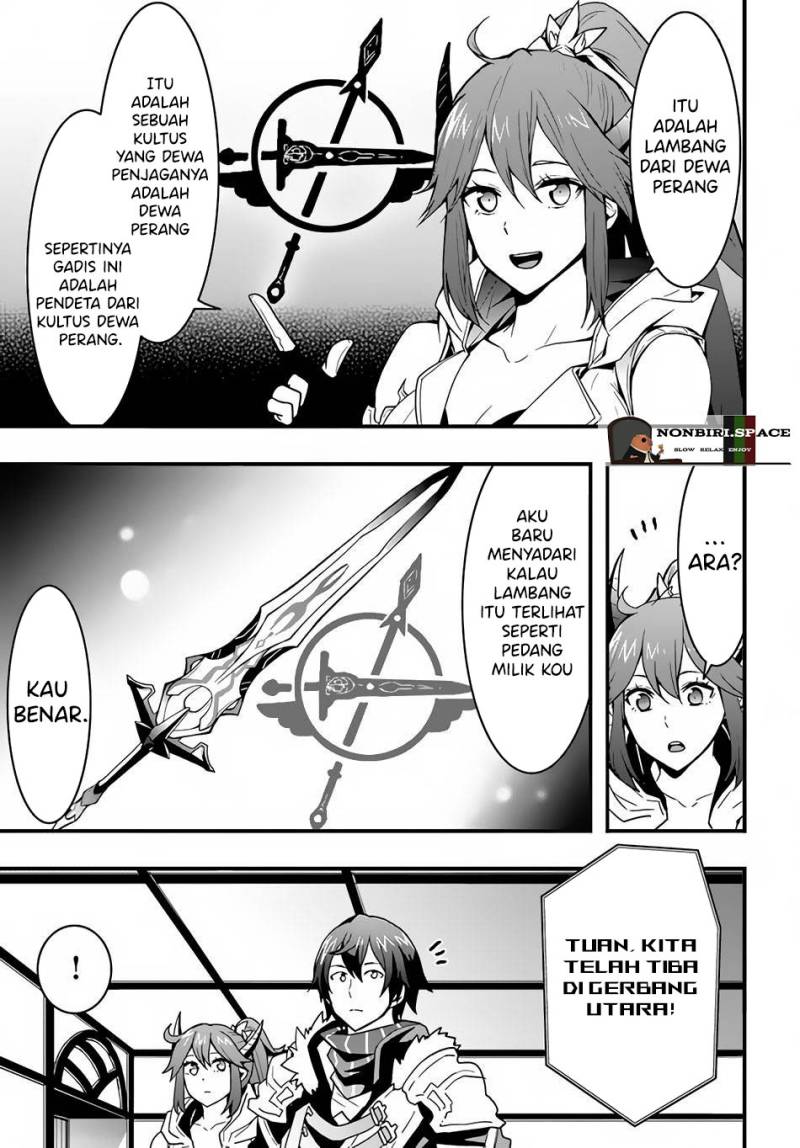 ITU
ADALAH
LAMBANG
DARI DEWA
PERANG
ITU
ADALAH
SEBUAH
KULTUS
YANG DEWA
PENJAGANYA
ADALAH
DEWA
PERANG
SEPERTINYA
GADIS INI
ADALAH
PENDETA DARI
KULTUS DEWA
PERANG.
NONBIRI.SPACE
SLOW RELAX ENJOY
...
ARA?
AKU
BARU
MENYADARI
KALAU
LAMBANG
ITU TERLIHAT
SEPERTI
PEDANG
MILIK KOU
KAU
BENAR.
TUAN, KITA
TELAH TIBA
DI GERBANG
UTARA!
!